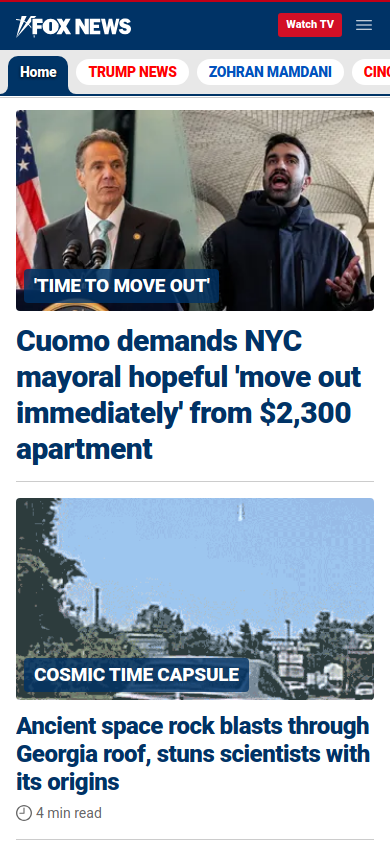 FOX NEWS
Watch TV
Home
TRUMP NEWS
ZOHRAN MAMDANI
'TIME TO MOVE OUT'
Cuomo demands NYC
mayoral hopeful 'move out
immediately' from $2,300
apartment
COSMIC TIME CAPSULE
Ancient space rock blasts through
Georgia roof, stuns scientists with
its origins
4 min read